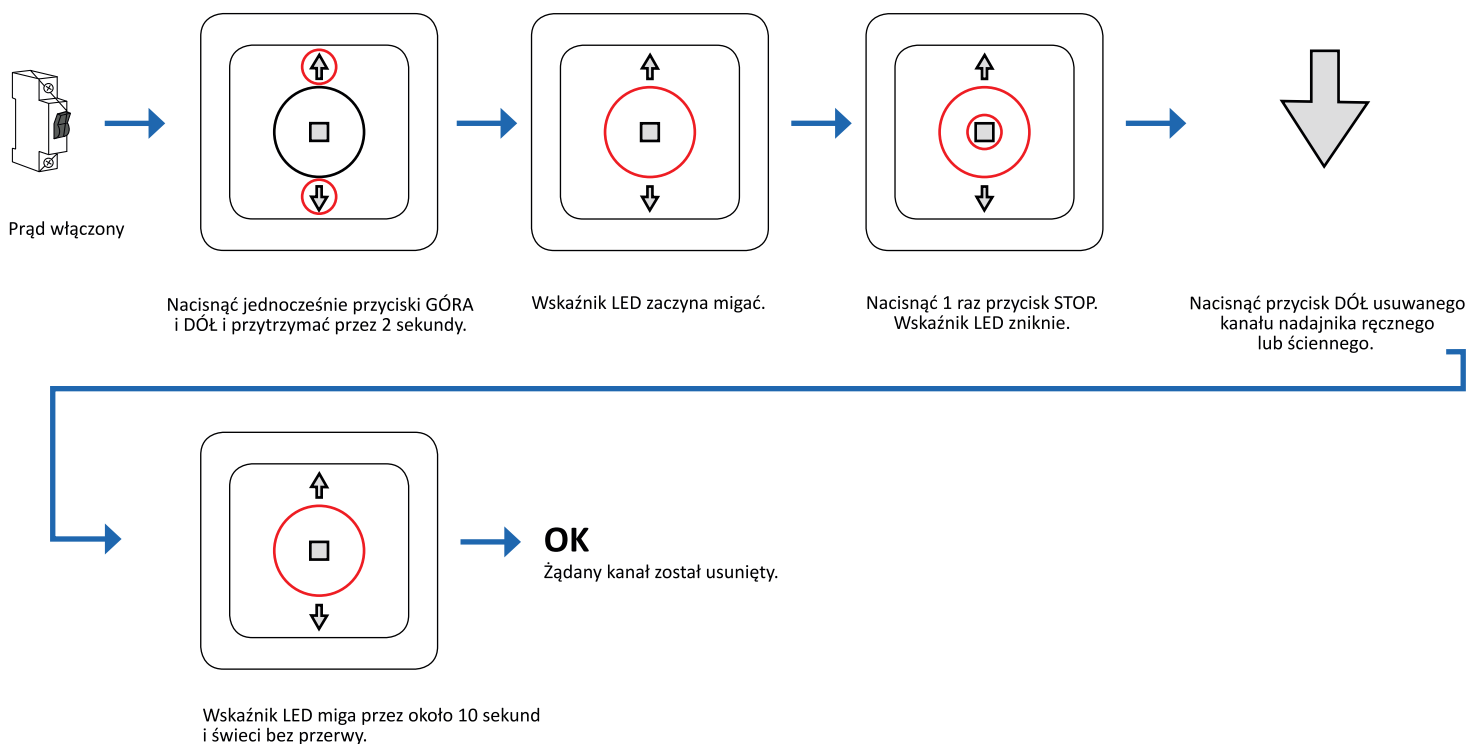 Prąd włączony
Nacisnąć jednocześnie przyciski GÓRA
i DÓŁ i przytrzymać przez 2 sekundy.
Wskaźnik LED zaczyna migać.
Nacisnąć 1 raz przycisk STOP.
Wskaźnik LED zniknie.
Nacisnąć przycisk DÓŁ usuwanego
kanału nadajnika ręcznego
lub ściennego.
OK
Żądany kanał został usunięty.
Wskaźnik LED miga przez około 10 sekund
i świeci bez przerwy.